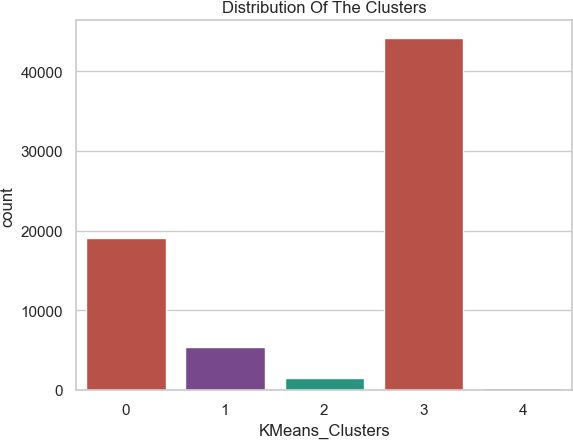 Distribution Of The Clusters
count
40000
30000
20000
10000
0
0 1 2 3 4
KMeans_Clusters